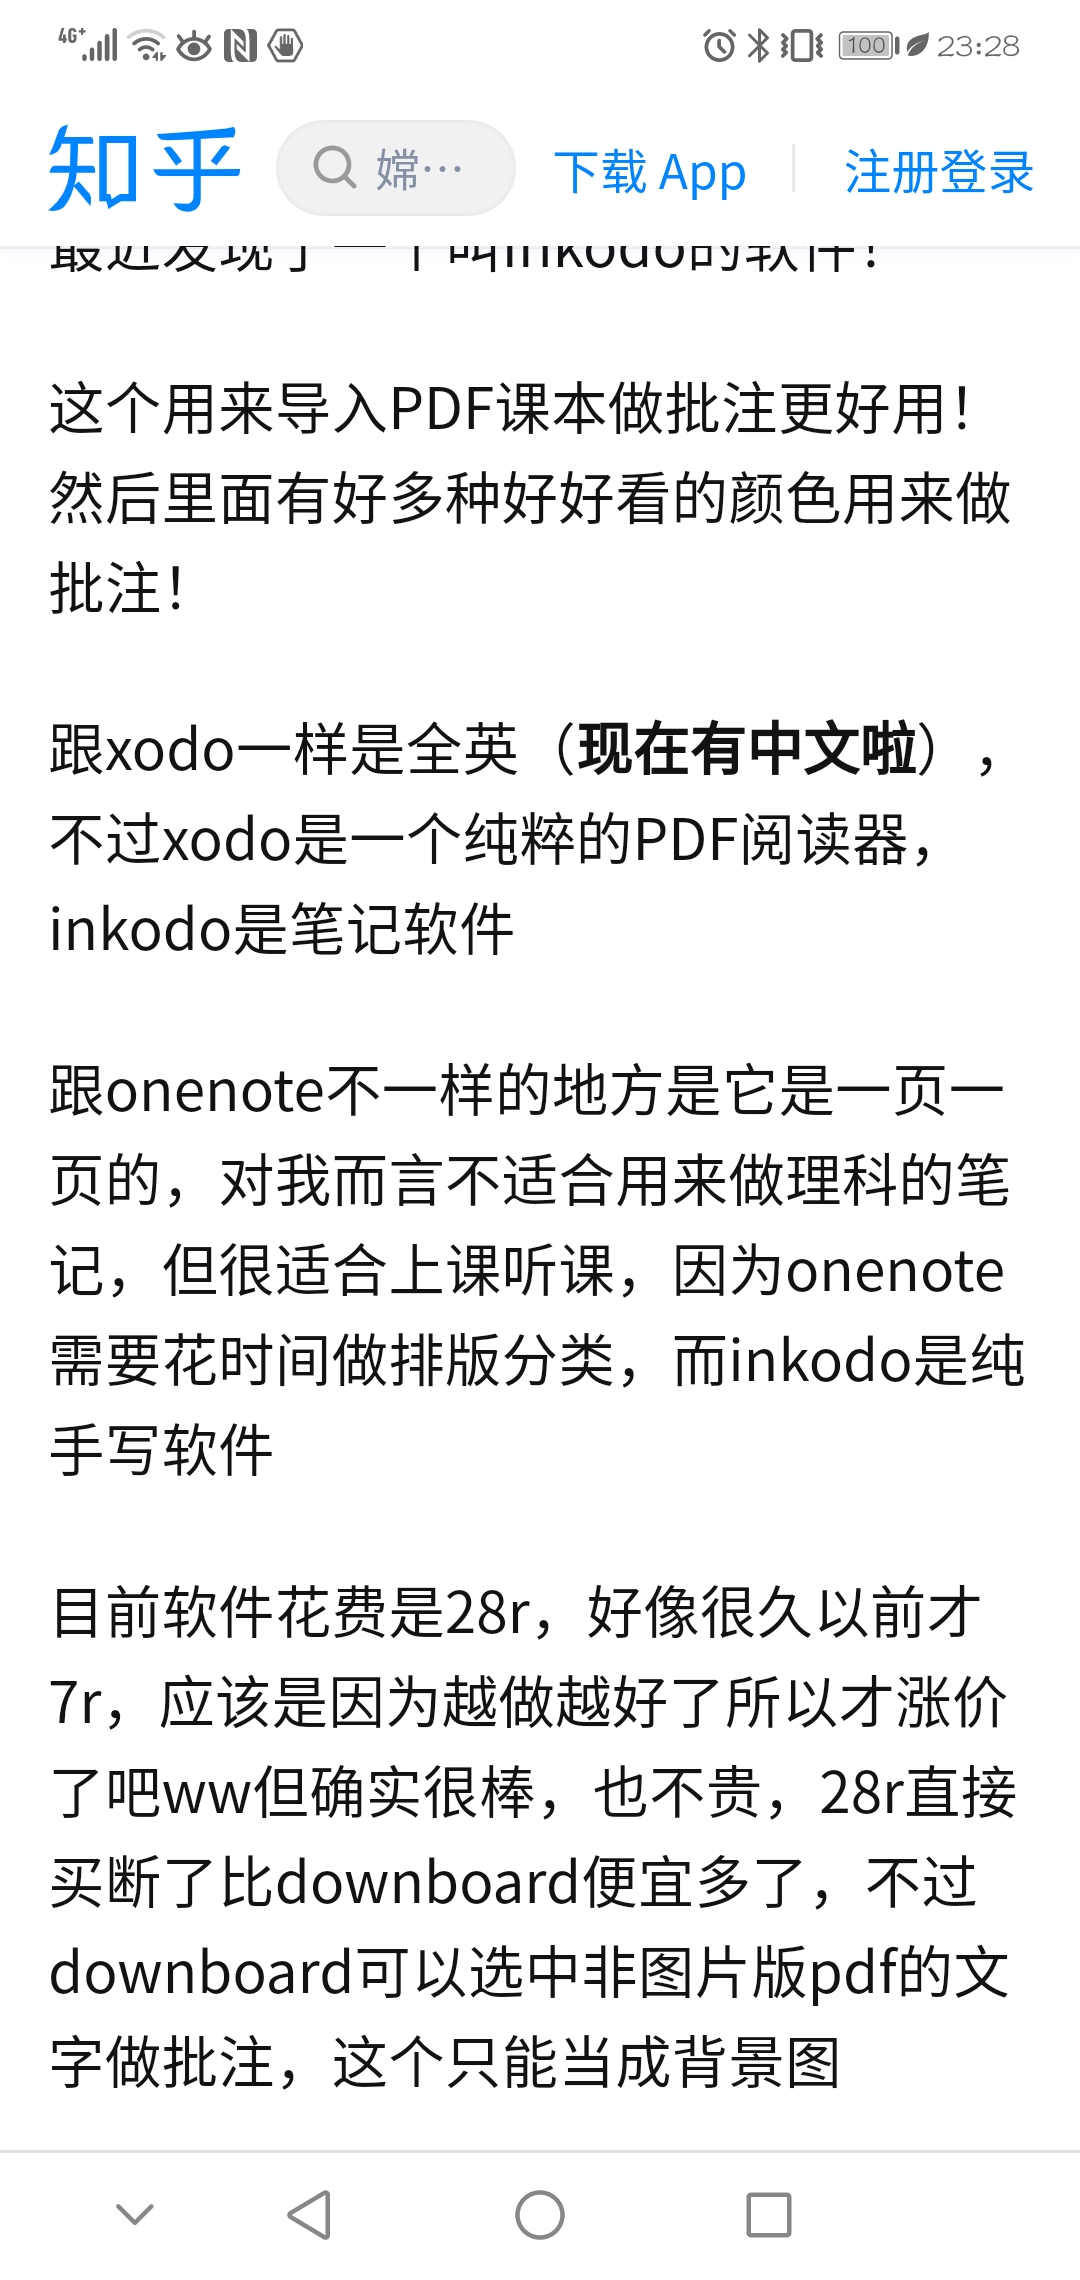 4G+ 100 23:28
知乎 嫦… 下载 App 注册登录
最近发现了一个叫inkodo的软件！
这个用来导入PDF课本做批注更好用！
然后里面有好多种好好看的颜色用来做
批注！
跟xodo一样是全英（现在有中文啦），
不过xodo是一个纯粹的PDF阅读器，
inkodo是笔记软件
跟onenote不一样的地方是它是一页一
页的，对我而言不适合用来做理科的笔
记，但很适合上课听课，因为onenote
需要花时间做排版分类，而inkodo是纯
手写软件
目前软件花费是28r，好像很久以前才
7r，应该是因为越做越好了所以才涨价
了吧ww但确实很棒，也不贵，28r直接
买断了比downboard便宜多了，不过
downboard可以选中非图片版pdf的文
字做批注，这个只能当成背景图